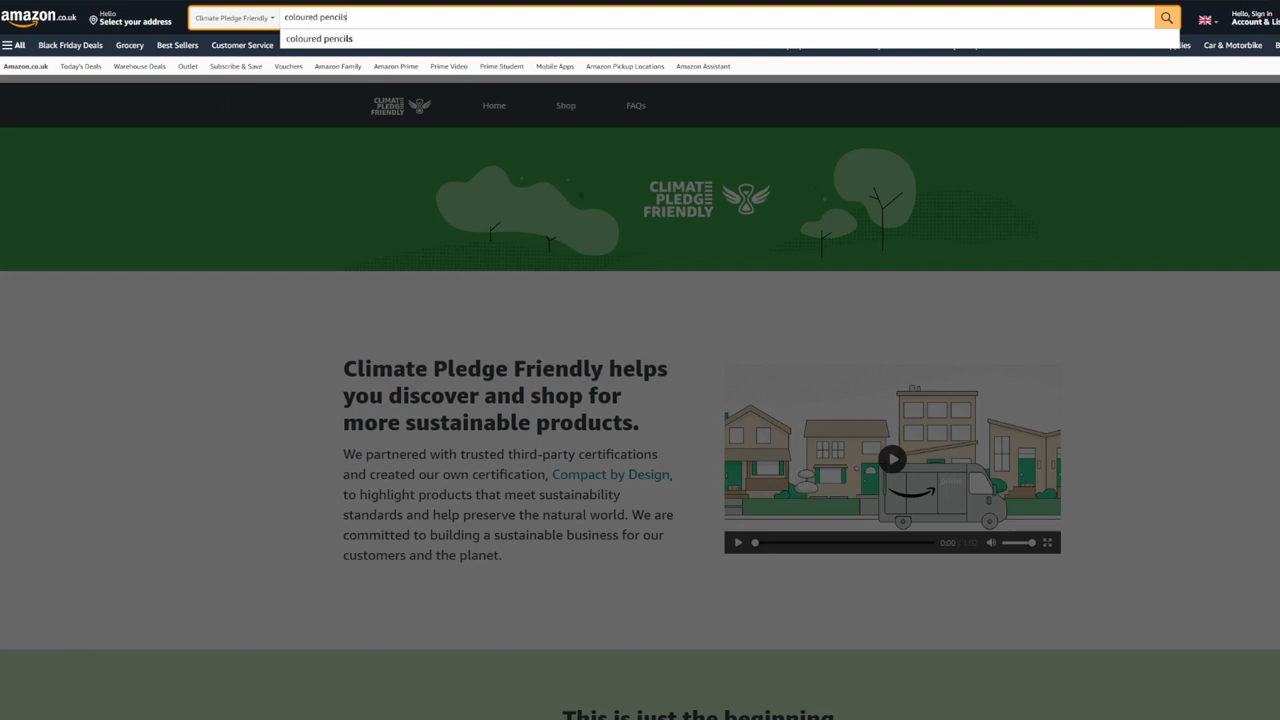 amazon.co.uk
Hello
Select your address
Climate Pledge Friendly
coloured pencils
Hello, Sign in
Account & Lis
coloured pencils
All
Black Friday Deals
Grocery
Best Sellers
Customer Service
Car & Motorbike
B
Amazon.co.uk
Today's Deals
Warehouse Deals
Outlet
Subscribe & Save
Vouchers
Amazon Family
Amazon Prime
Prime Video
Prime Student
Mobile Apps
Amazon Pickup Locations
Amazon Assistant
CLIMATE
PLEDGE
FRIENDLY
Home
Shop
FAQs
CLIMATE
PLEDGE
FRIENDLY
Climate Pledge Friendly helps
you discover and shop for
more sustainable products.
We partnered with trusted third-party certifications
and created our own certification, Compact by Design,
to highlight products that meet sustainability
standards and help preserve the natural world. We are
committed to building a sustainable business for our
customers and the planet.
prime
0:00 / 1:02
This is just the beginning